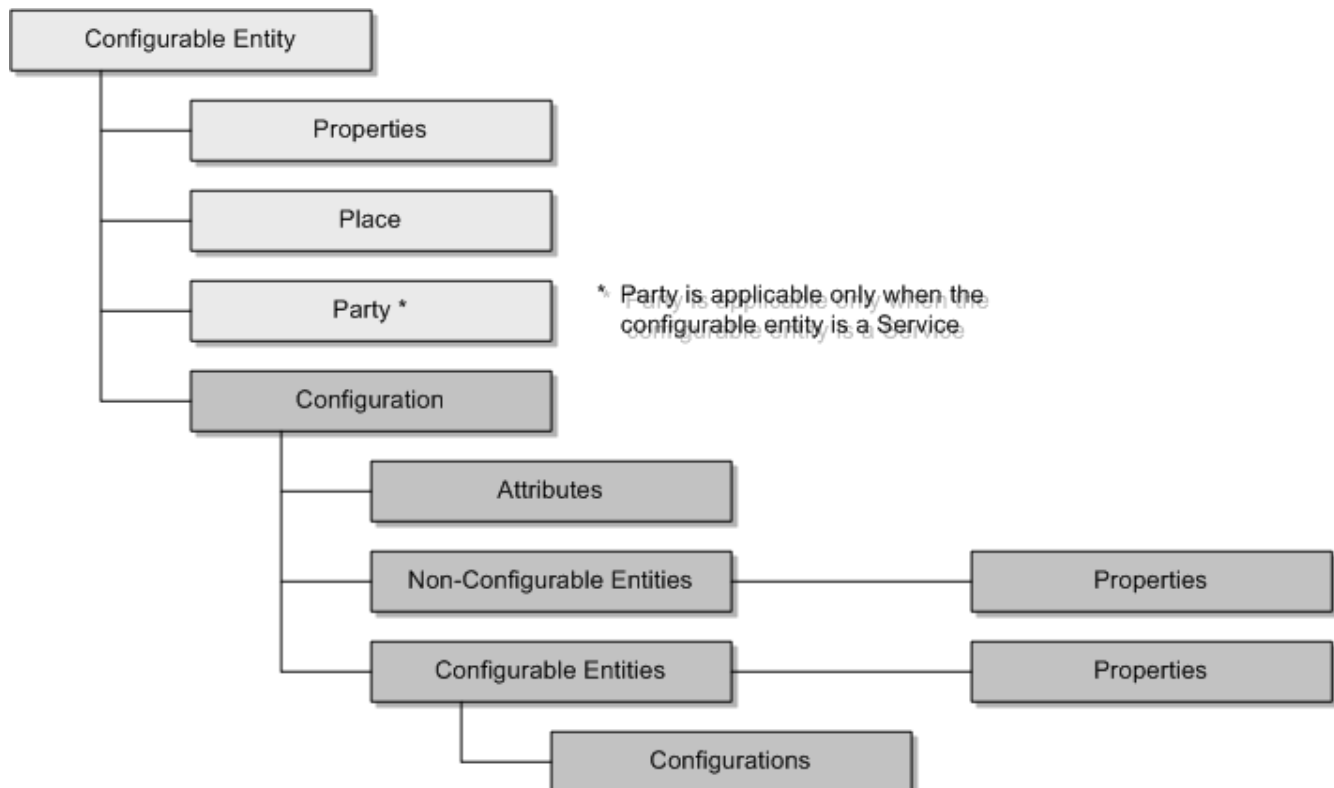 Configurable Entity
Properties
Place
Party *
* Party is applicable only when the
configurable entity is a Service
Configuration
Attributes
Non-Configurable Entities
Properties
Configurable Entities
Properties
Configurations